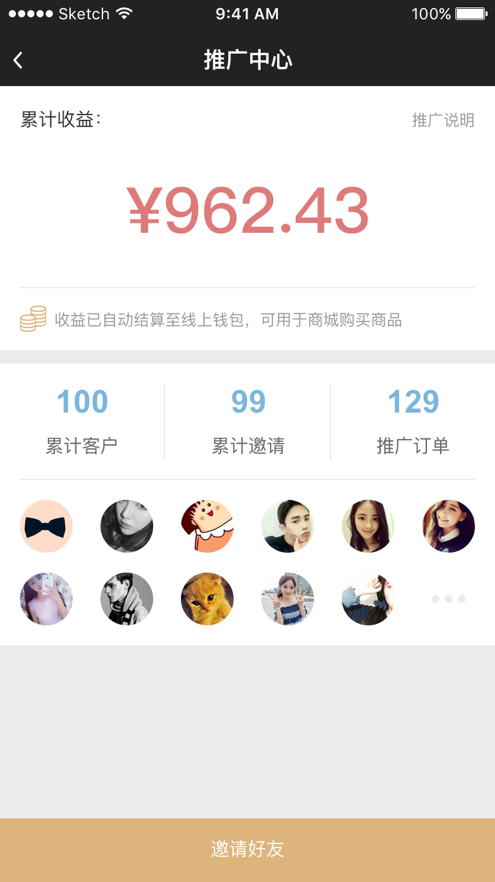 Sketch 9:41 AM 100%
推广中心
累计收益： 推广说明
¥962.43
收益已自动结算至线上钱包，可用于商城购买商品
100 99 129
累计客户 累计邀请 推广订单
邀请好友